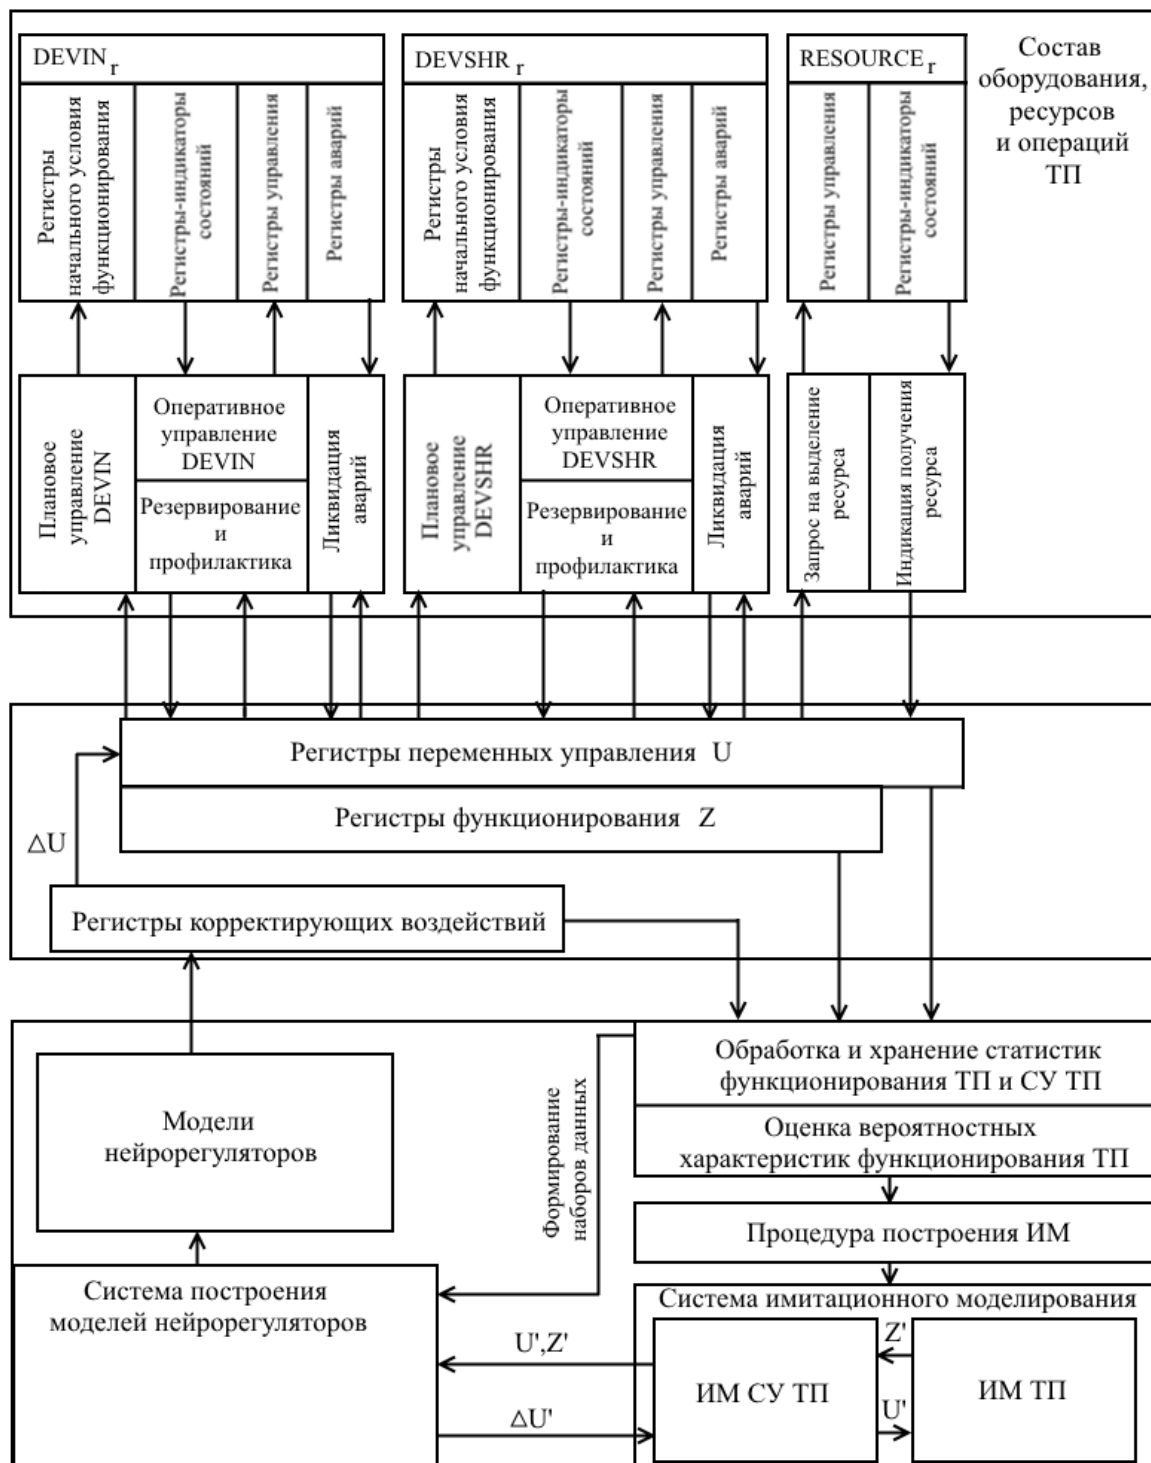 DEVIN r
DEVSHR r
RESOURCE r
Состав
оборудования,
ресурсов
и операций
ТП
Регистры
начального условия
функционирования
Регистры-индикаторы
состояний
Регистры управления
Регистры аварий
Регистры
начального условия
функционирования
Регистры-индикаторы
состояний
Регистры управления
Регистры аварий
Регистры управления
Регистры-индикаторы
состояний
Плановое
управление
DEVIN
Оперативное
управление
DEVIN
Резервирование
и
профилактика
Ликвидация
аварий
Плановое
управление
DEVSHR
Оперативное
управление
DEVSHR
Резервирование
и
профилактика
Ликвидация
аварий
Запрос на выделение
ресурса
Индикация получения
ресурса
Регистры переменных управления U
Регистры функционирования Z
△U
Регистры корректирующих воздействий
Модели
нейрорегуляторов
Формирование
наборов данных
Обработка и хранение статистик
функционирования ТП и СУ ТП
Оценка вероятностных
характеристик функционирования ТП
Процедура построения ИМ
Система построения
моделей нейрорегуляторов
Система имитационного моделирования
U',Z'
△U'
ИМ СУ ТП
Z'
U'
ИМ ТП